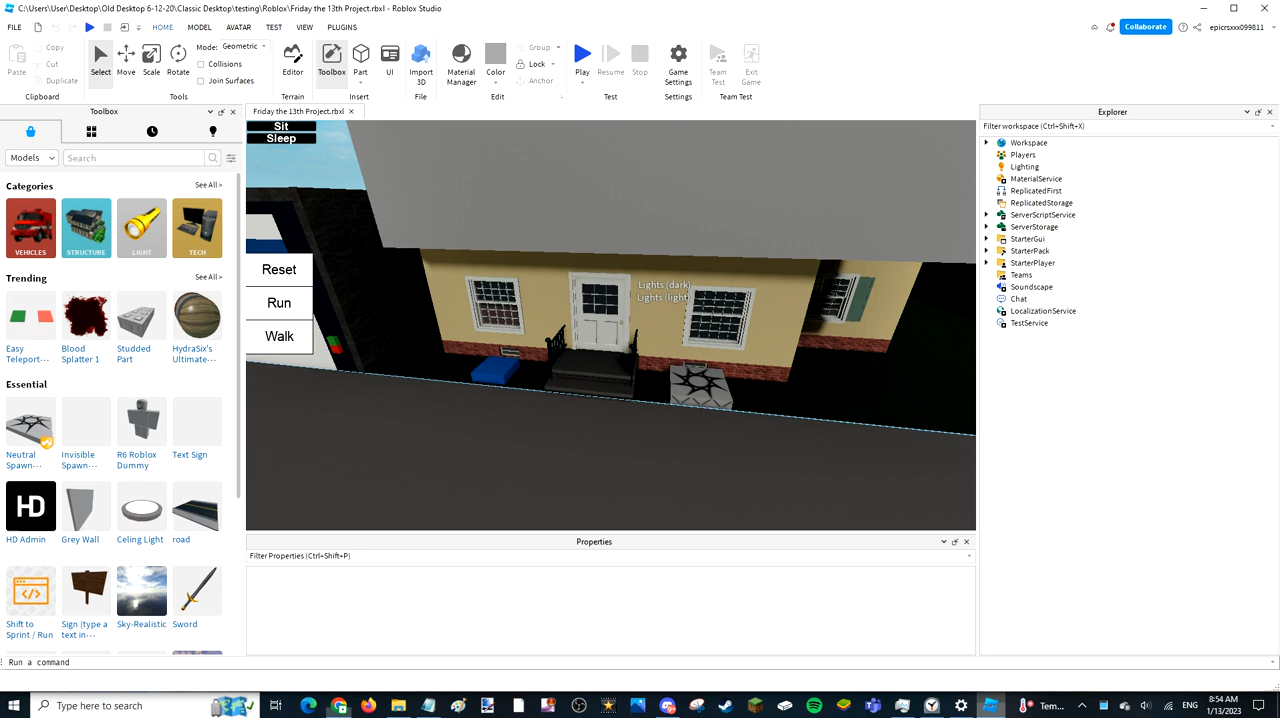 C:\Users\User\Desktop\Old Desktop 6-12-20\Classic Desktop\testing\Roblox\Friday the 13th Project.rbxl - Roblox Studio
FILE HOME MODEL AVATAR TEST VIEW PLUGINS
Collaborate epicrsxxx099811
Paste Copy Cut Duplicate Clipboard
Select Move Scale Rotate Mode: Geometric Collisions Join Surfaces Tools
Editor Terrain
Toolbox Part UI Insert
Import 3D File
Material Manager Color Group Lock Anchor Edit
Play Resume Stop Test
Game Settings Settings
Team Test Exit Game Team Test
Toolbox
Friday the 13th Project.rbxl
Explorer
Models Search
Categories See All >
VEHICLES STRUCTURE LIGHT TECH
Trending See All >
Easy Teleport··· Blood Splatter 1 Studded Part HydraSix's Ultimate···
Essential See All >
Neutral Spawn··· Invisible Spawn··· R6 Roblox Dummy Text Sign
HD
HD Admin Grey Wall Celing Light road
Shift to Sprint / Run Sign (type a text in··· Sky-Realistic Sword
Sit
Sleep
Reset
Run
Walk
Lights (dark)
Lights (light)
Properties
Filter Properties (Ctrl+Shift+P)
Filter workspace (Ctrl+Shift+X)
Workspace
Players
Lighting
MaterialService
ReplicatedFirst
ReplicatedStorage
ServerScriptService
ServerStorage
StarterGui
StarterPack
StarterPlayer
Teams
Soundscape
Chat
LocalizationService
TestService
Run a command
Type here to search
Tem...
ENG
8:54 AM
1/13/2023